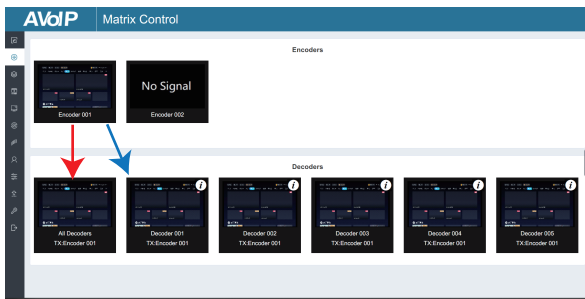 AVoIP Matrix Control
Encoders
No Signal
Encoder 001 Encoder 002
Decoders
i i i i i
All Decoders Decoder 001 Decoder 002 Decoder 003 Decoder 004 Decoder 005
TX:Encoder 001 TX:Encoder 001 TX:Encoder 001 TX:Encoder 001 TX:Encoder 001 TX:Encoder 001